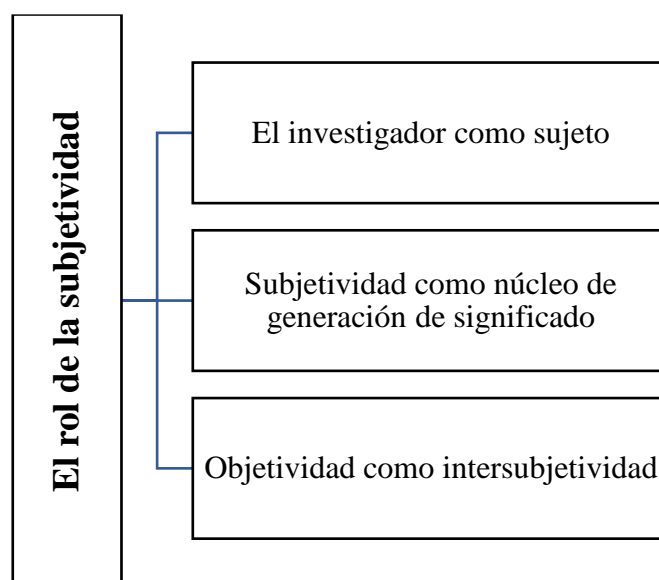 El rol de la subjetividad
El investigador como sujeto
Subjetividad como núcleo de
generación de significado
Objetividad como intersubjetividad